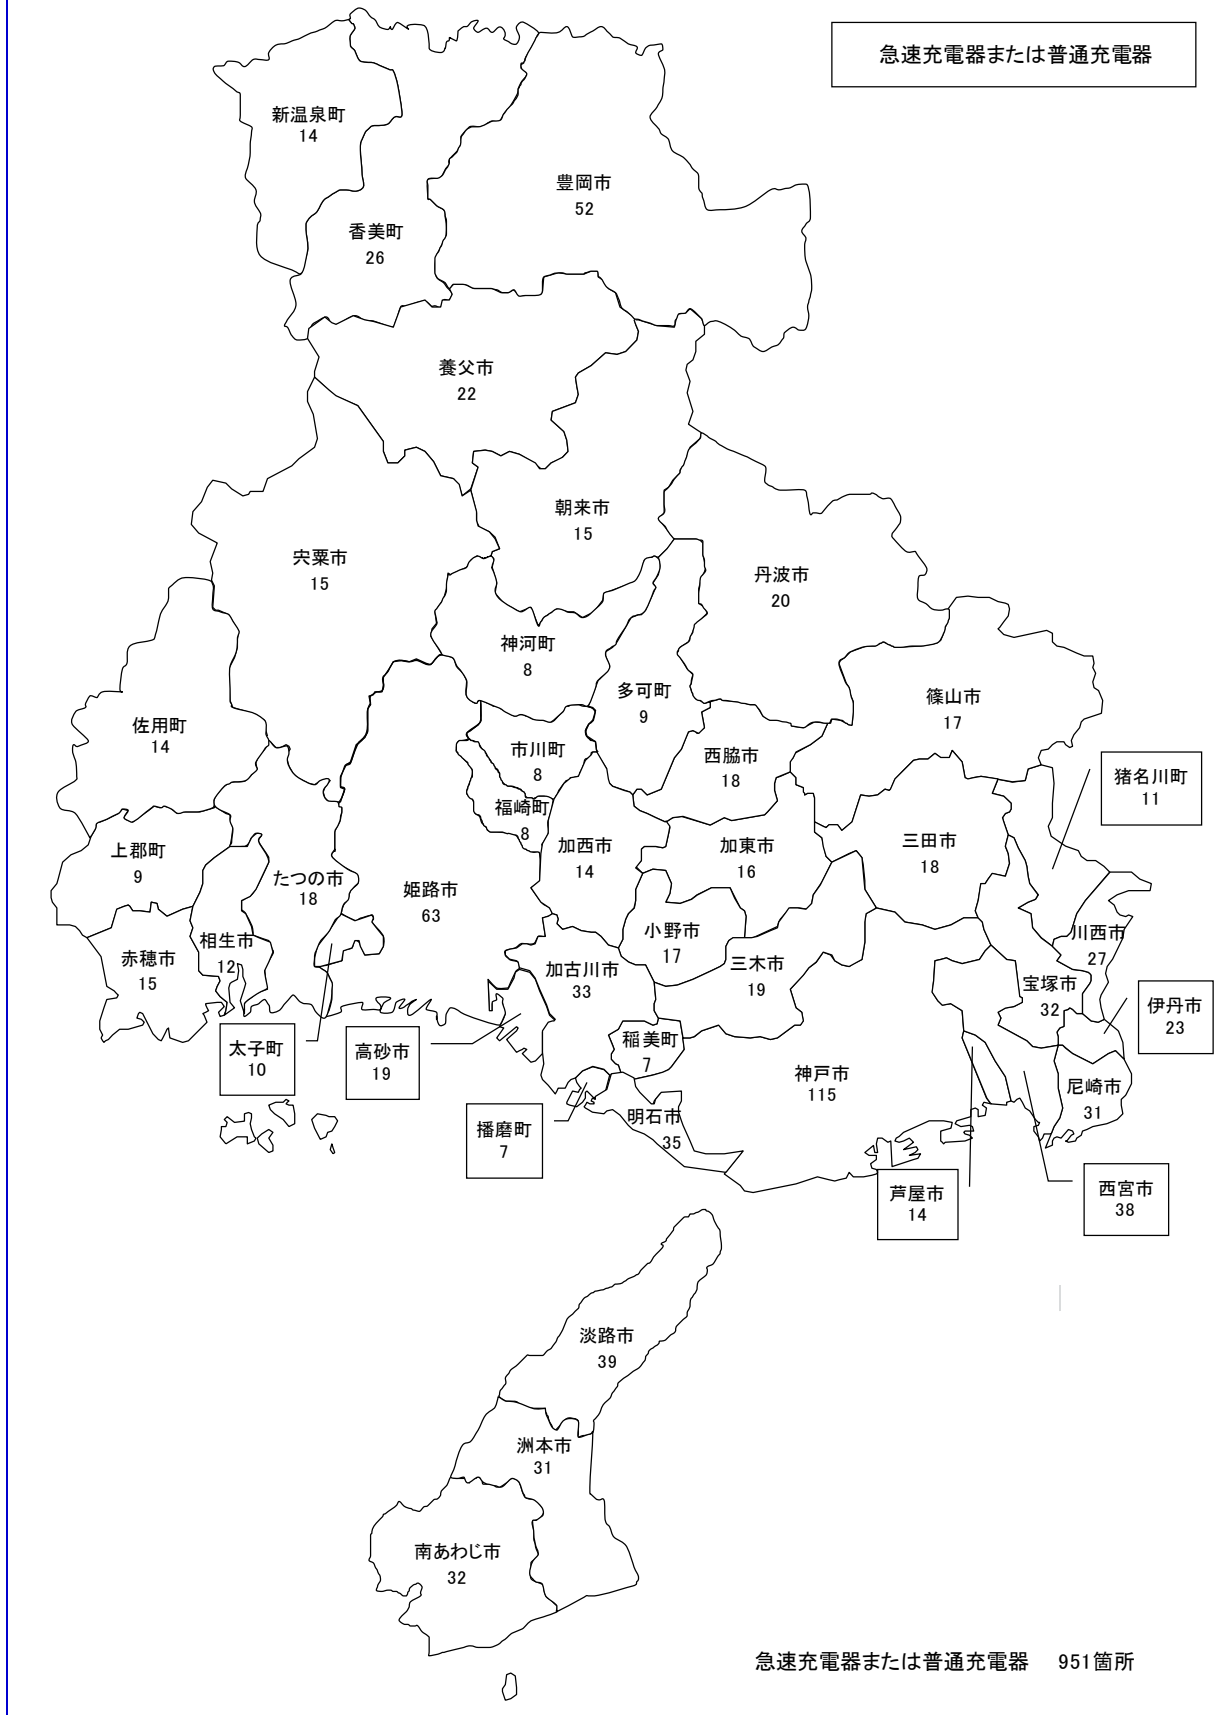 急速充電器または普通充電器
新温泉町
14
豊岡市
52
香美町
26
養父市
22
朝来市
15
宍粟市
15
丹波市
20
神河町
8
多可町
9
篠山市
17
佐用町
14
市川町
8
西脇市
18
猪名川町
11
福崎町
8
上郡町
9
たつの市
18
姫路市
63
加西市
14
加東市
16
三田市
18
赤穂市
15
相生市
12
小野市
17
川西市
27
加古川市
33
三木市
19
宝塚市
32
伊丹市
23
太子町
10
高砂市
19
稲美町
7
神戸市
115
尼崎市
31
播磨町
7
明石市
35
芦屋市
14
西宮市
38
淡路市
39
洲本市
31
南あわじ市
32
急速充電器または普通充電器 951箇所